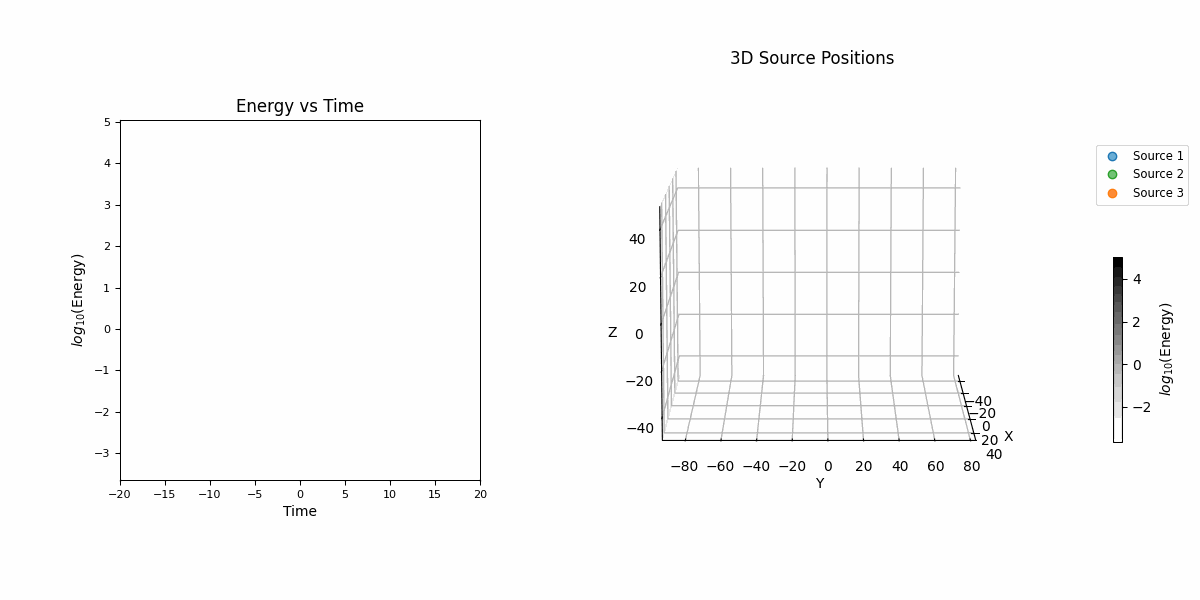 3D Source Positions
Energy vs Time
5
4
3
2
1
0
−1
−2
−3
log10(Energy)
−20 −15 −10 −5 0 5 10 15 20
Time
40
20
0
−20
−40
Z
−80 −60 −40 −20 0 20 40 60 80
Y
−40
−20
0
20
40
X
Source 1
Source 2
Source 3
4
2
0
−2
log10(Energy)